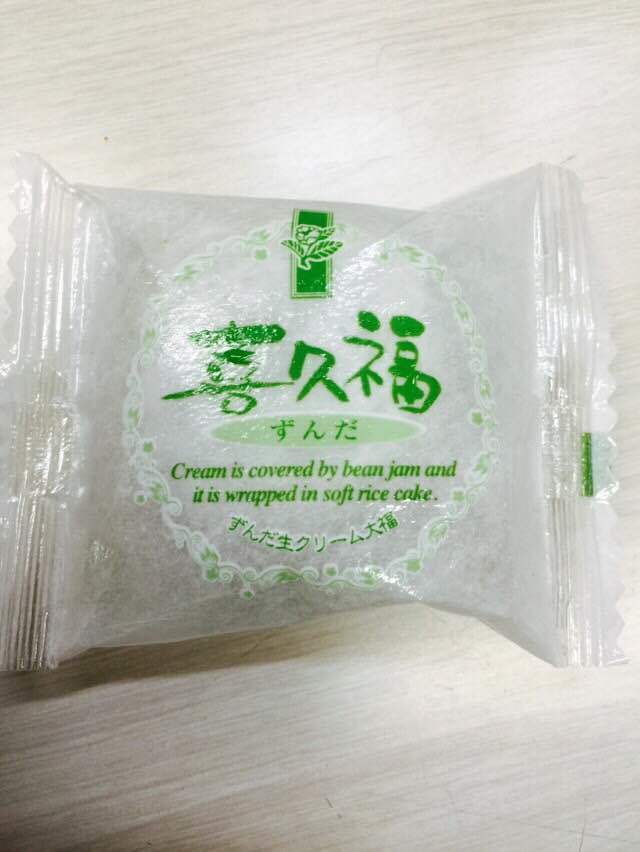 喜久福
ずんだ
Cream is covered by bean jam and
it is wrapped in soft rice cake.
ずんだ生クリーム大福